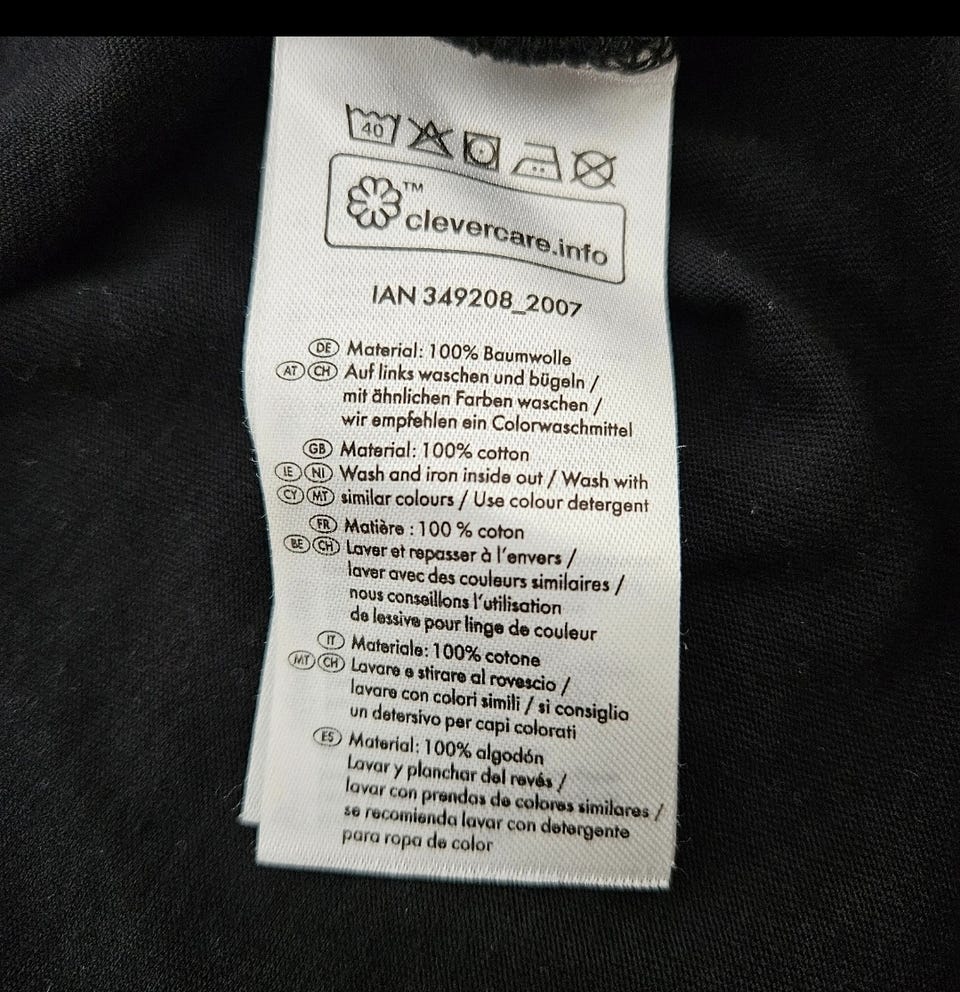 40
™
clevercare.info
IAN 349208_2007
DE Material: 100% Baumwolle
AT CH Auf links waschen und bügeln /
mit ähnlichen Farben waschen /
wir empfehlen ein Colorwaschmittel
GB Material: 100% cotton
IE NI Wash and iron inside out / Wash with
CY MT similar colours / Use colour detergent
FR Matière : 100 % coton
BE CH Laver et repasser à l'envers /
laver avec des couleurs similaires /
nous conseillons l'utilisation
de lessive pour linge de couleur
IT Materiale: 100% cotone
MT CH Lavare e stirare al rovescio /
lavare con colori simili / si consiglia
un detersivo per capi colorati
ES Material: 100% algodón
Lavar y planchar del revés /
lavar con prendas de colores similares /
se recomienda lavar con detergente
para ropa de color